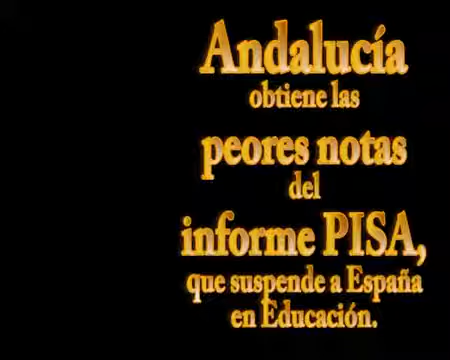 Andalucía
obtiene las
peores notas
del
informe PISA,
que suspende a España
en Educación.